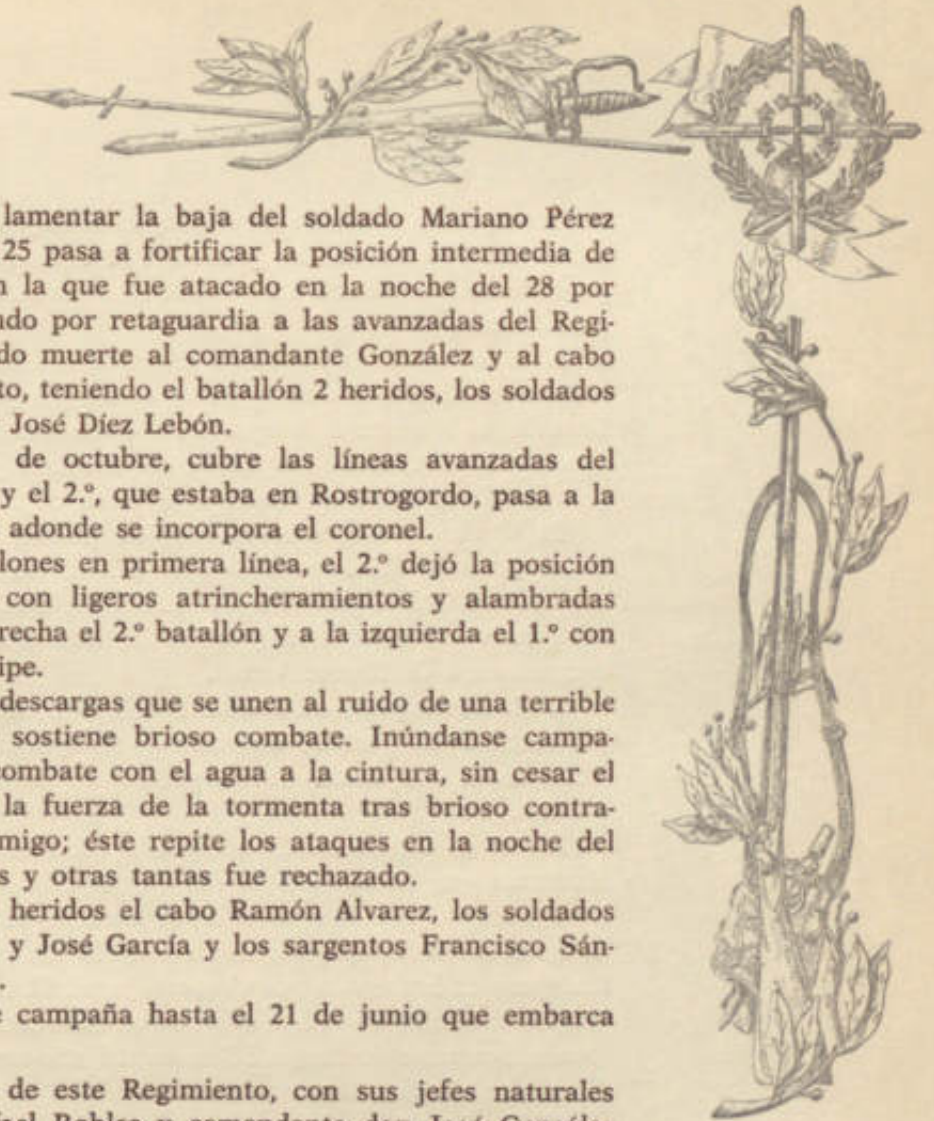 lamentar la baja del soldado Mariano Pérez
25 pasa a fortificar la posición intermedia de
la que fue atacado en la noche del 28 por
por retaguardia a las avanzadas del Regi-
muerte al comandante González y al cabo
teniendo el batallón 2 heridos, los soldados
José Díez Lebón.
de octubre, cubre las líneas avanzadas del
y el 2.º, que estaba en Rostrogordo, pasa a la
adonde se incorpora el coronel.
lones en primera línea, el 2.º dejó la posición
con ligeros atrincheramientos y alambradas
recha el 2.º batallón y a la izquierda el 1.º con
ipe.
descargas que se unen al ruido de una terrible
sostiene brioso combate. Inúndanse campa-
combate con el agua a la cintura, sin cesar el
la fuerza de la tormenta tras brioso contra-
migo; éste repite los ataques en la noche del
s y otras tantas fue rechazado.
heridos el cabo Ramón Alvarez, los soldados
y José García y los sargentos Francisco Sán-
.
campaña hasta el 21 de junio que embarca
de este Regimiento, con sus jefes naturales
Robles y comandante don José González